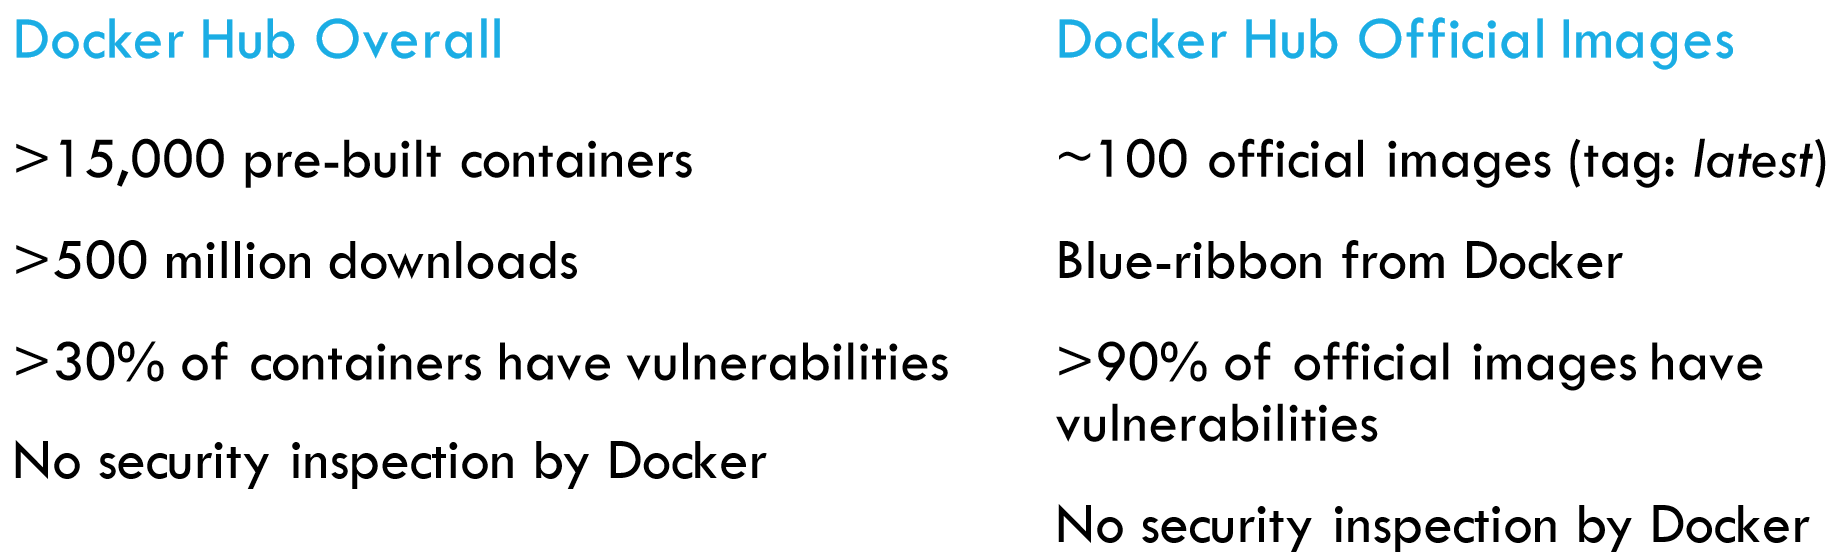 Docker Hub Overall
>15,000 pre-built containers
>500 million downloads
>30% of containers have vulnerabilities
No security inspection by Docker
Docker Hub Official Images
~100 official images (tag: latest)
Blue-ribbon from Docker
>90% of official images have
vulnerabilities
No security inspection by Docker